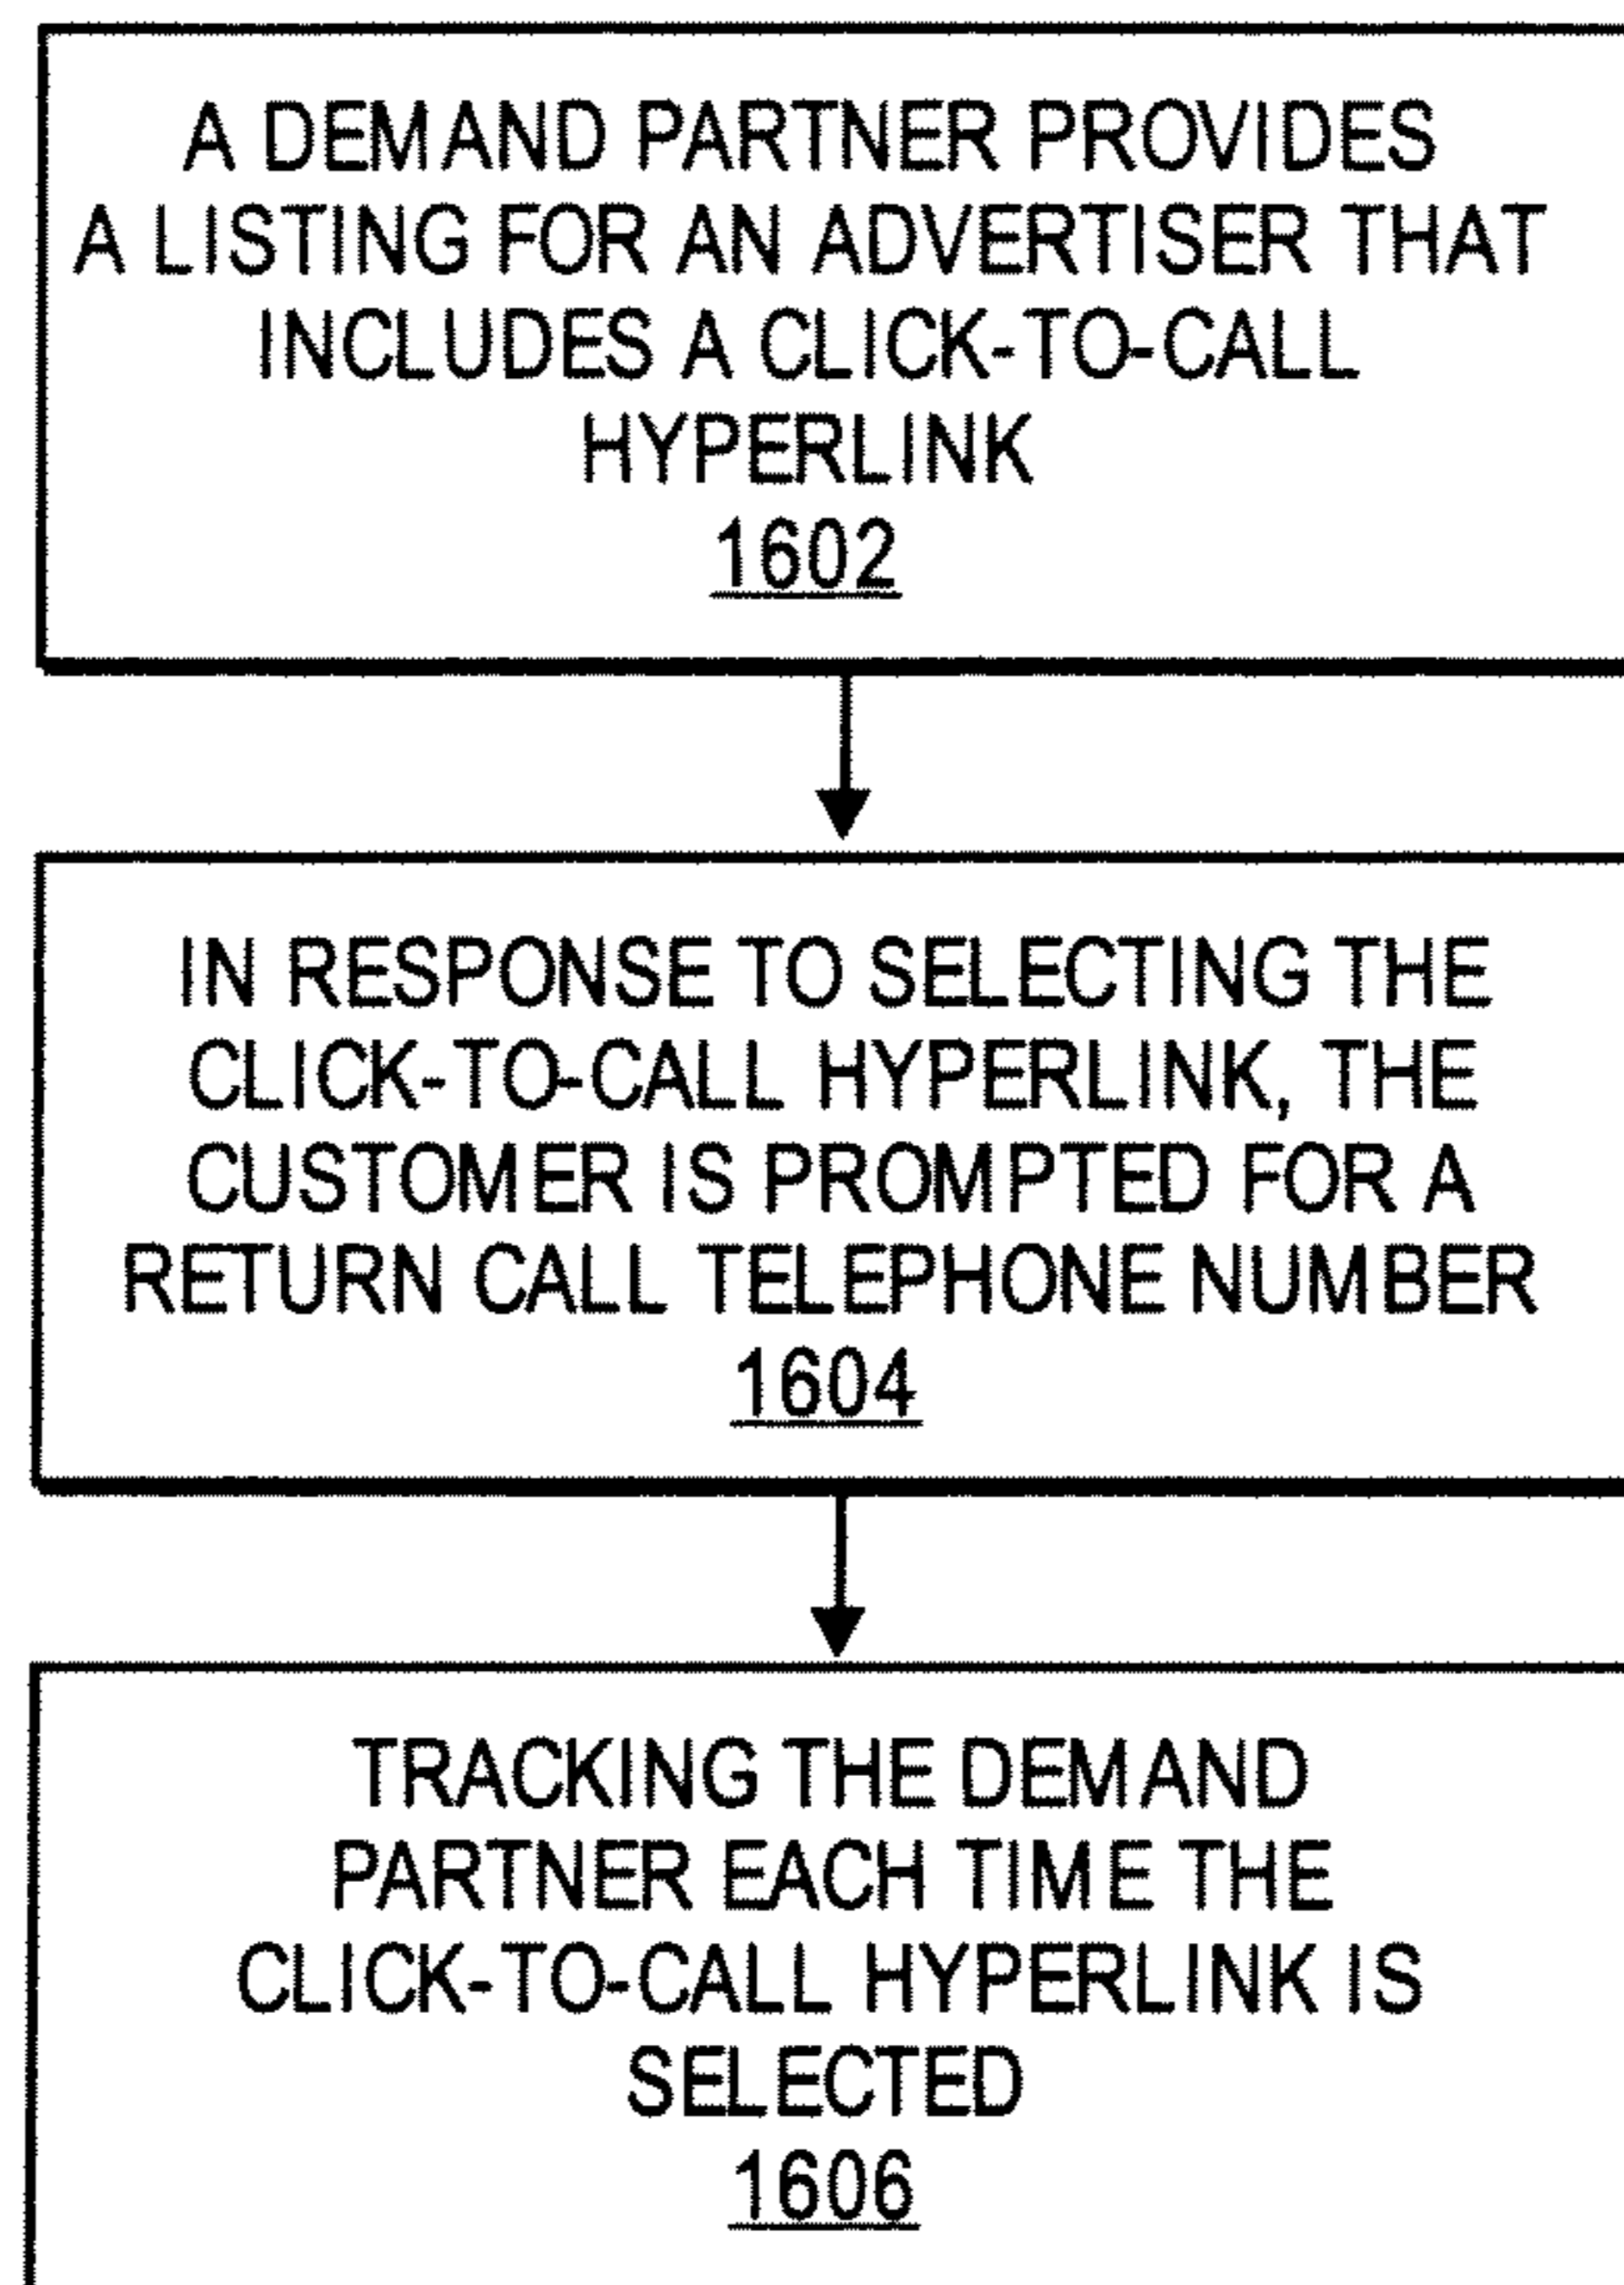 A DEMAND PARTNER PROVIDES
A LISTING FOR AN ADVERTISER THAT
INCLUDES A CLICK-TO-CALL
HYPERLINK
1602
IN RESPONSE TO SELECTING THE
CLICK-TO-CALL HYPERLINK, THE
CUSTOMER IS PROMPTED FOR A
RETURN CALL TELEPHONE NUMBER
1604
TRACKING THE DEMAND
PARTNER EACH TIME THE
CLICK-TO-CALL HYPERLINK IS
SELECTED
1606